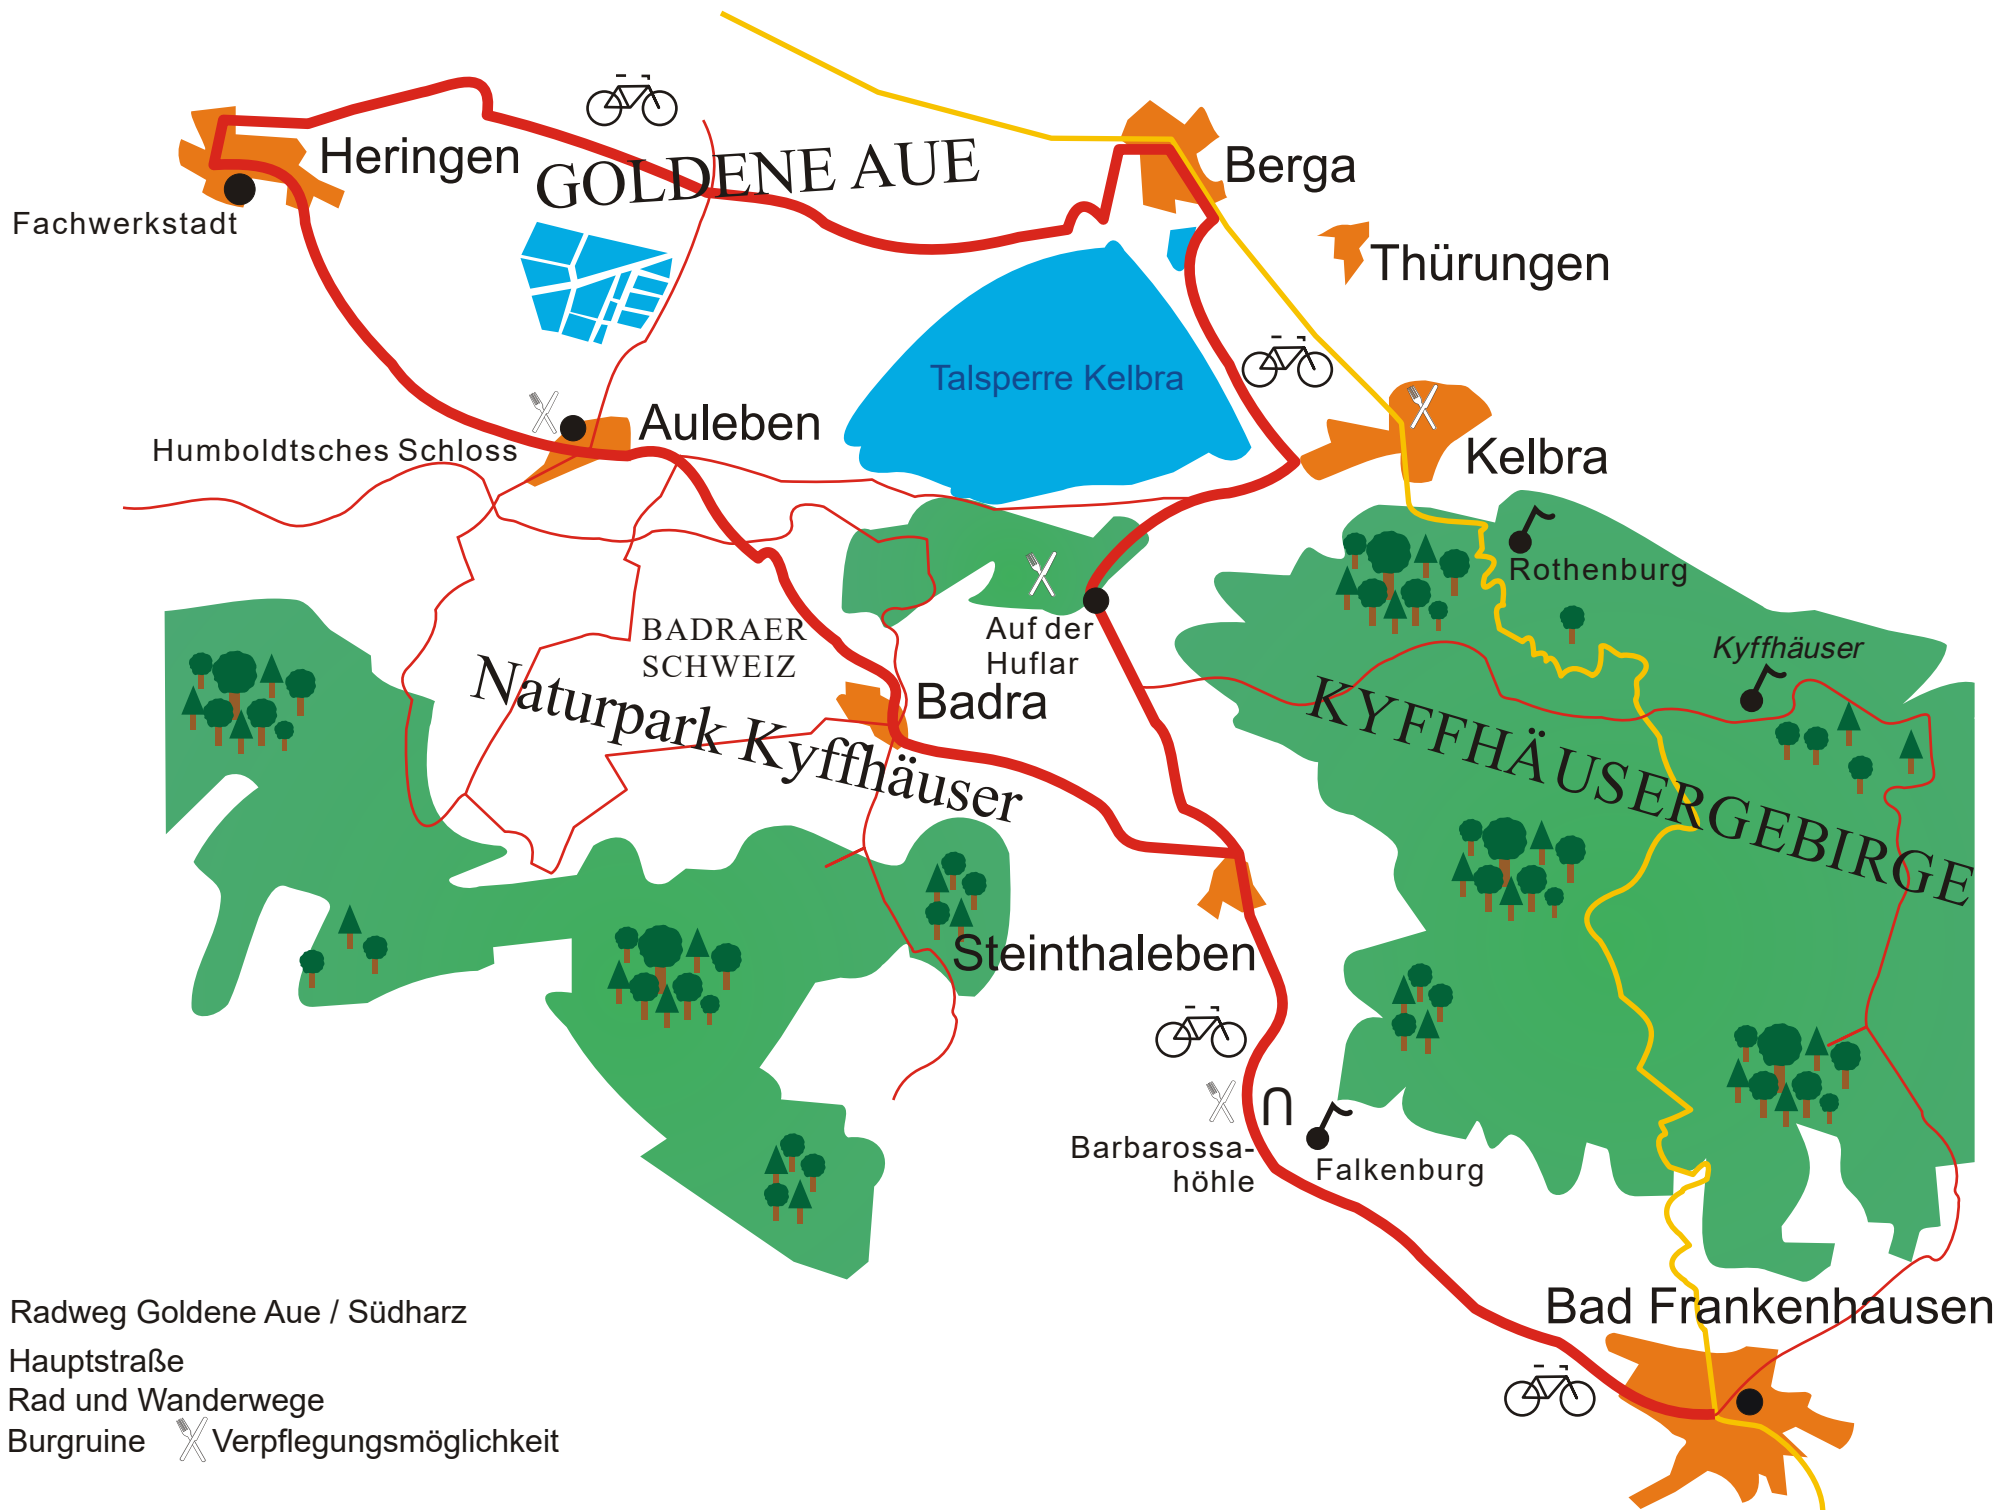 Heringen
GOLDENE AUE
Berga
Fachwerkstadt
Thürungen
Talsperre Kelbra
Auleben
Humboldtsches Schloss
Kelbra
Rothenburg
BADRAER
SCHWEIZ
Auf der
Huflar
Kyffhäuser
Naturpark Kyffhäuser
Badra
KYFFHÄUSERGEBIRGE
Steinthaleben
Barbarossa-
höhle
Falkenburg
Bad Frankenhausen
Radweg Goldene Aue / Südharz
Hauptstraße
Rad und Wanderwege
Burgruine Verpflegungsmöglichkeit